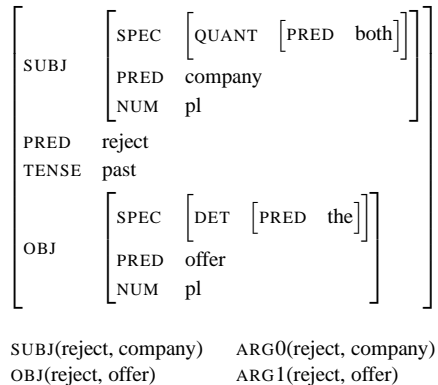 SPEC QUANT PRED both
SUBJ
PRED company
NUM pl
PRED reject
TENSE past
SPEC DET PRED the
OBJ
PRED offer
NUM pl
SUBJ(reject, company) ARG0(reject, company)
OBJ(reject, offer) ARG1(reject, offer)